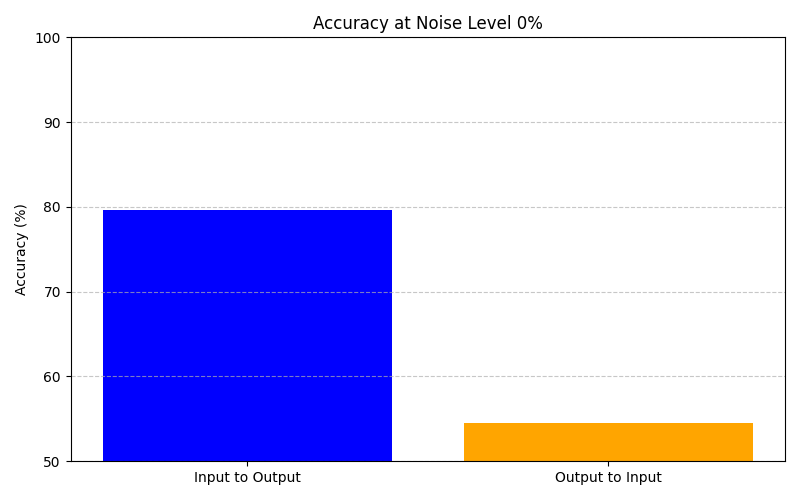 Accuracy at Noise Level 0%
100
90
80
70
60
50
Accuracy (%)
Input to Output
Output to Input